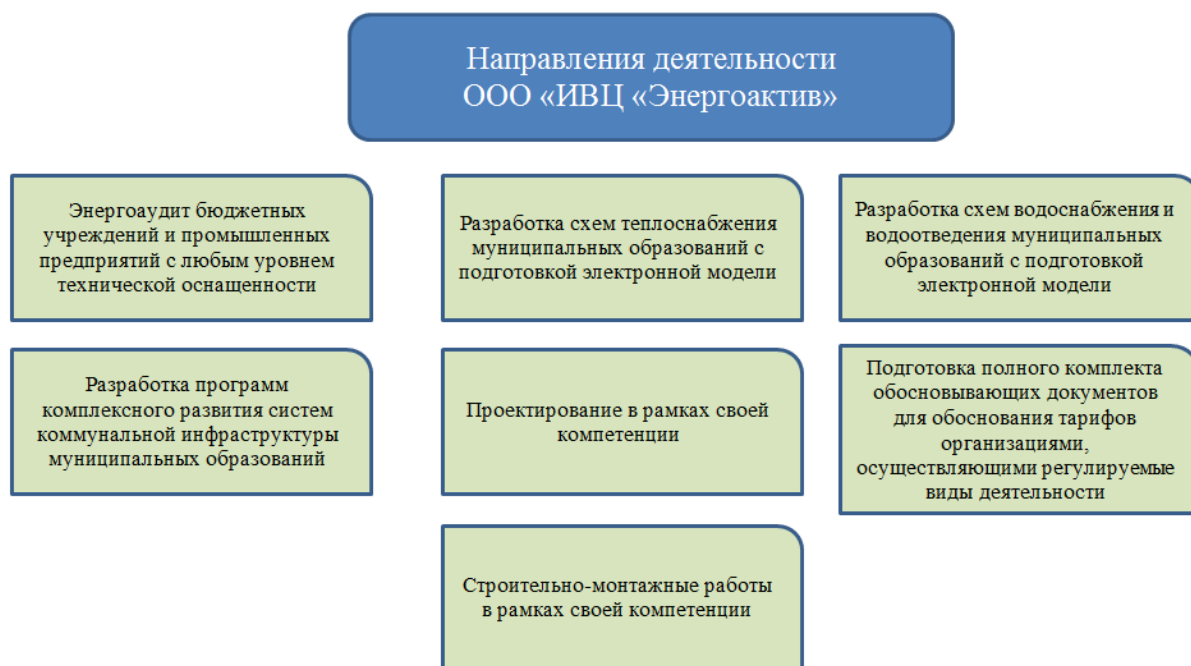 Направления деятельности
ООО «ИВЦ «Энергоактив»
Энергоаудит бюджетных
учреждений и промышленных
предприятий с любым уровнем
технической оснащенности
Разработка схем теплоснабжения
муниципальных образований с
подготовкой электронной модели
Разработка схем водоснабжения и
водоотведения муниципальных
образований с подготовкой
электронной модели
Разработка программ
комплексного развития систем
коммунальной инфраструктуры
муниципальных образований
Проектирование в рамках своей
компетенции
Подготовка полного комплекта
обосновывающих документов
для обоснования тарифов
организациями,
осуществляющими регулируемые
виды деятельности
Строительно-монтажные работы
в рамках своей компетенции